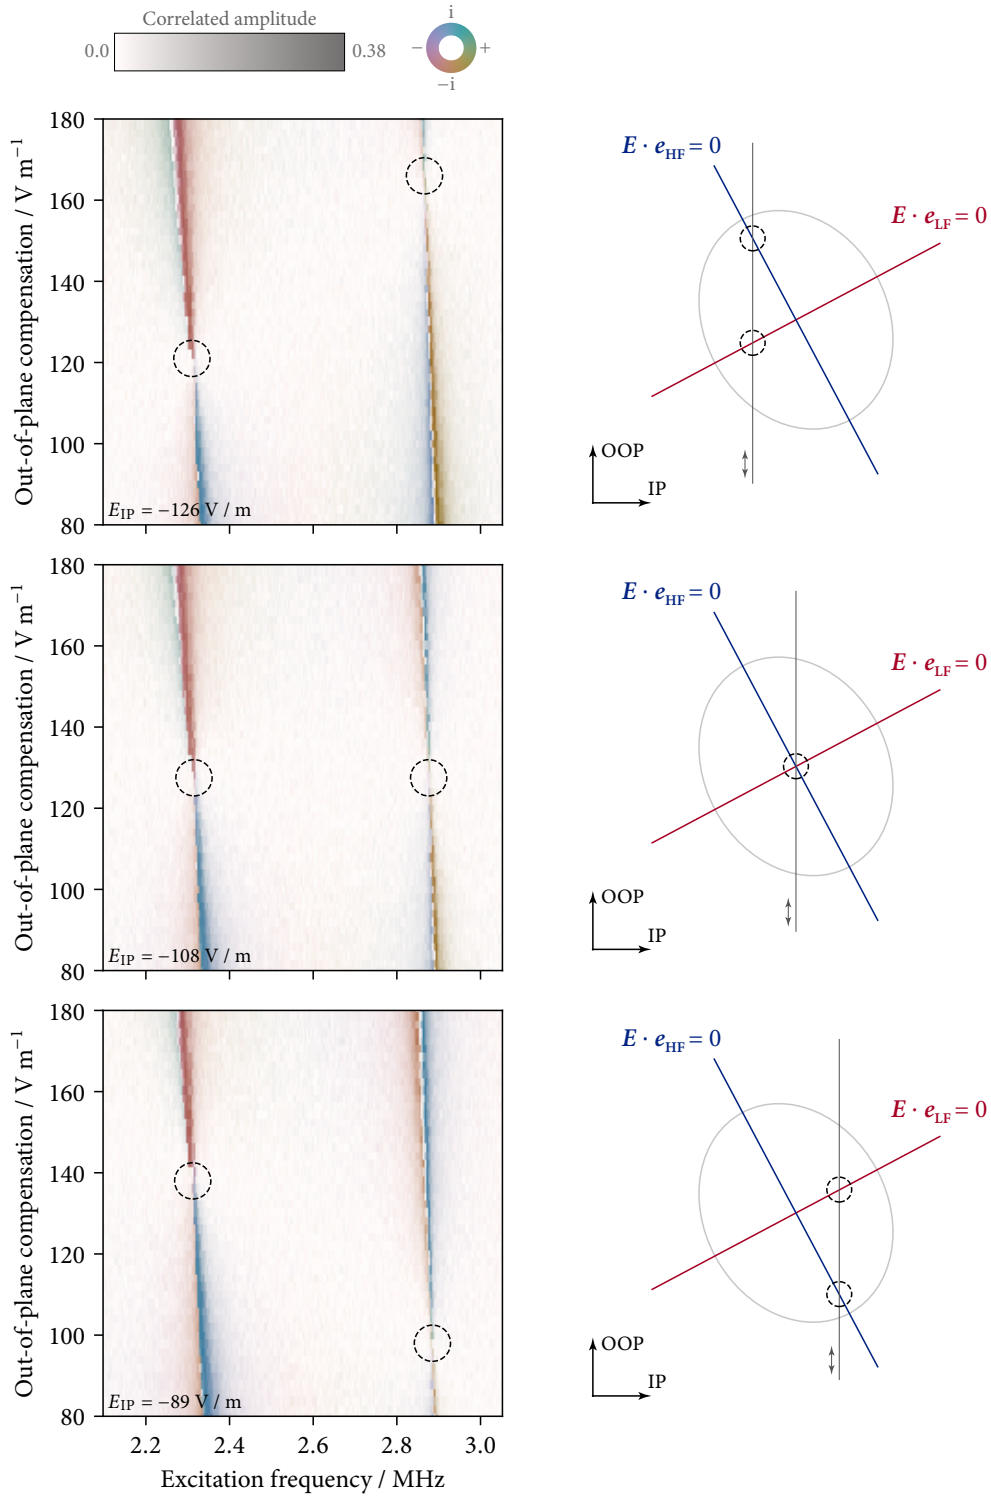 Correlated amplitude
0.0
0.38
i
−
+
−i
180
160
140
120
100
80
Out-of-plane compensation / V m⁻¹
E_IP = −126 V / m
E · e_HF = 0
E · e_LF = 0
OOP
IP
180
160
140
120
100
80
Out-of-plane compensation / V m⁻¹
E_IP = −108 V / m
E · e_HF = 0
E · e_LF = 0
OOP
IP
180
160
140
120
100
80
Out-of-plane compensation / V m⁻¹
E_IP = −89 V / m
2.2 2.4 2.6 2.8 3.0
Excitation frequency / MHz
E · e_HF = 0
E · e_LF = 0
OOP
IP